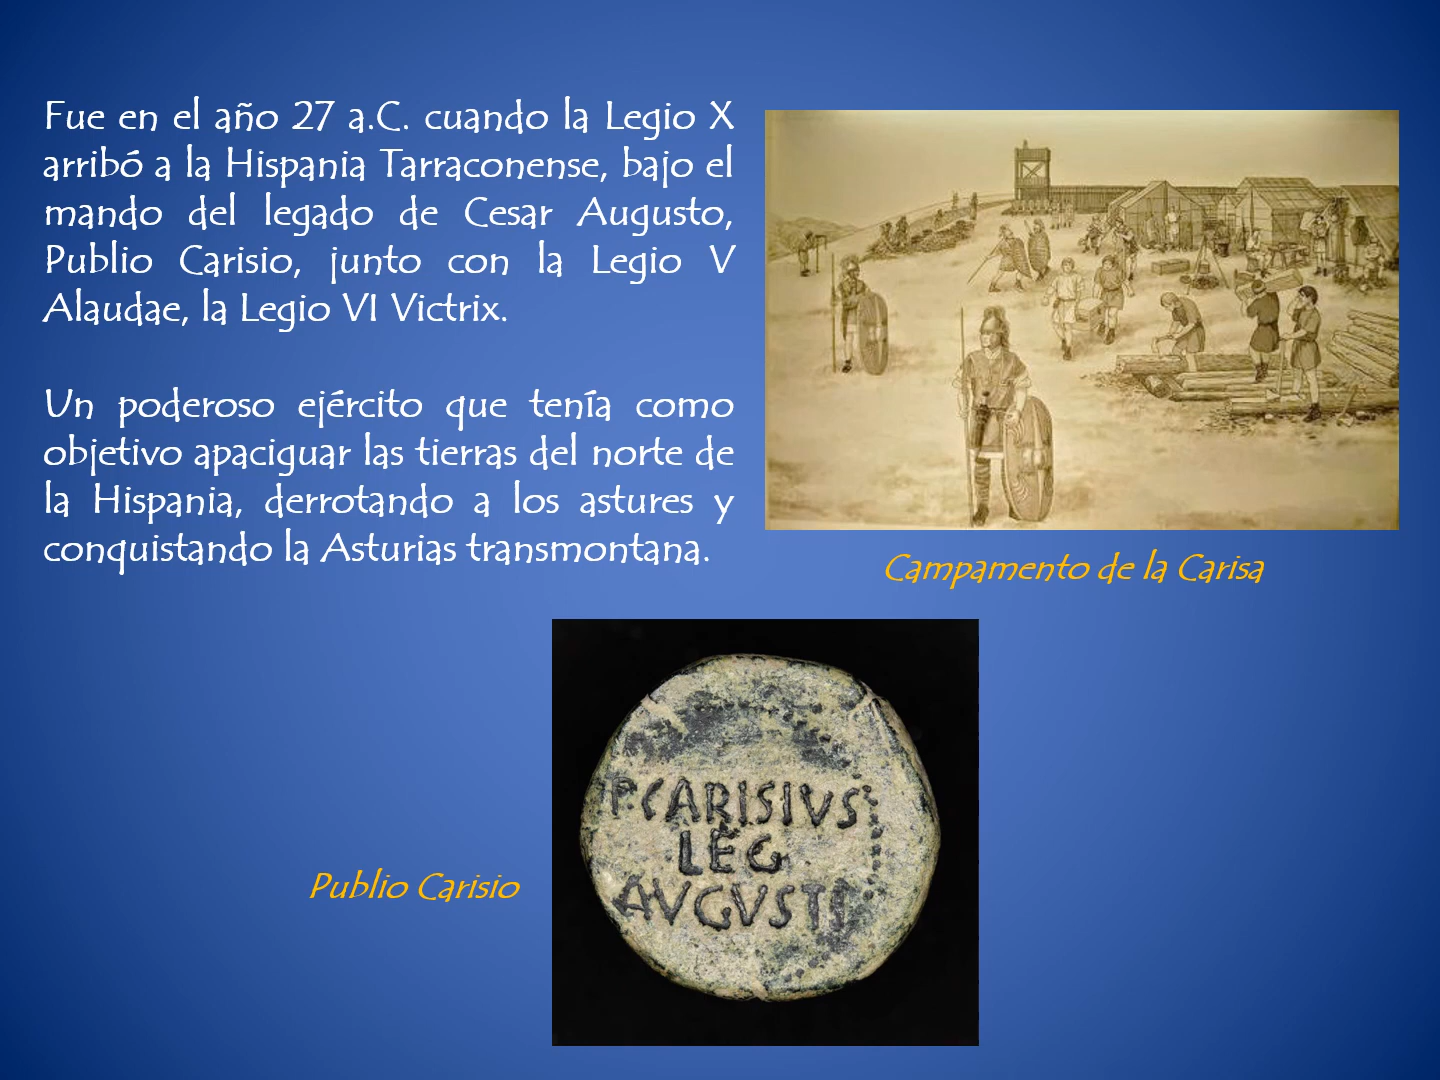 Fue en el año 27 a.C. cuando la Legio X
arribó a la Hispania Tarraconense, bajo el
mando del legado de Cesar Augusto,
Publio Carisio, junto con la Legio V
Alaudae, la Legio VI Victrix.
Un poderoso ejército que tenía como
objetivo apaciguar las tierras del norte de
la Hispania, derrotando a los astures y
conquistando la Asturias transmontana.
Campamento de la Carisa
P.CARISIVS
LEG
AVGVSTI
Publio Carisio